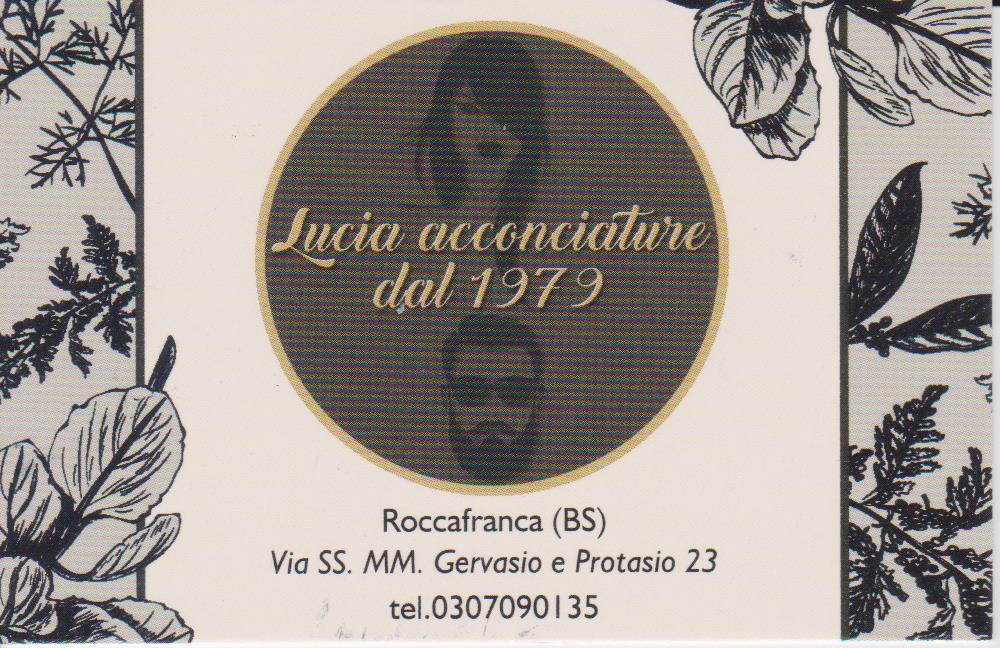 Lucia acconciature
dal 1979
Roccafranca (BS)
Via SS. MM. Gervasio e Protasio 23
tel.0307090135